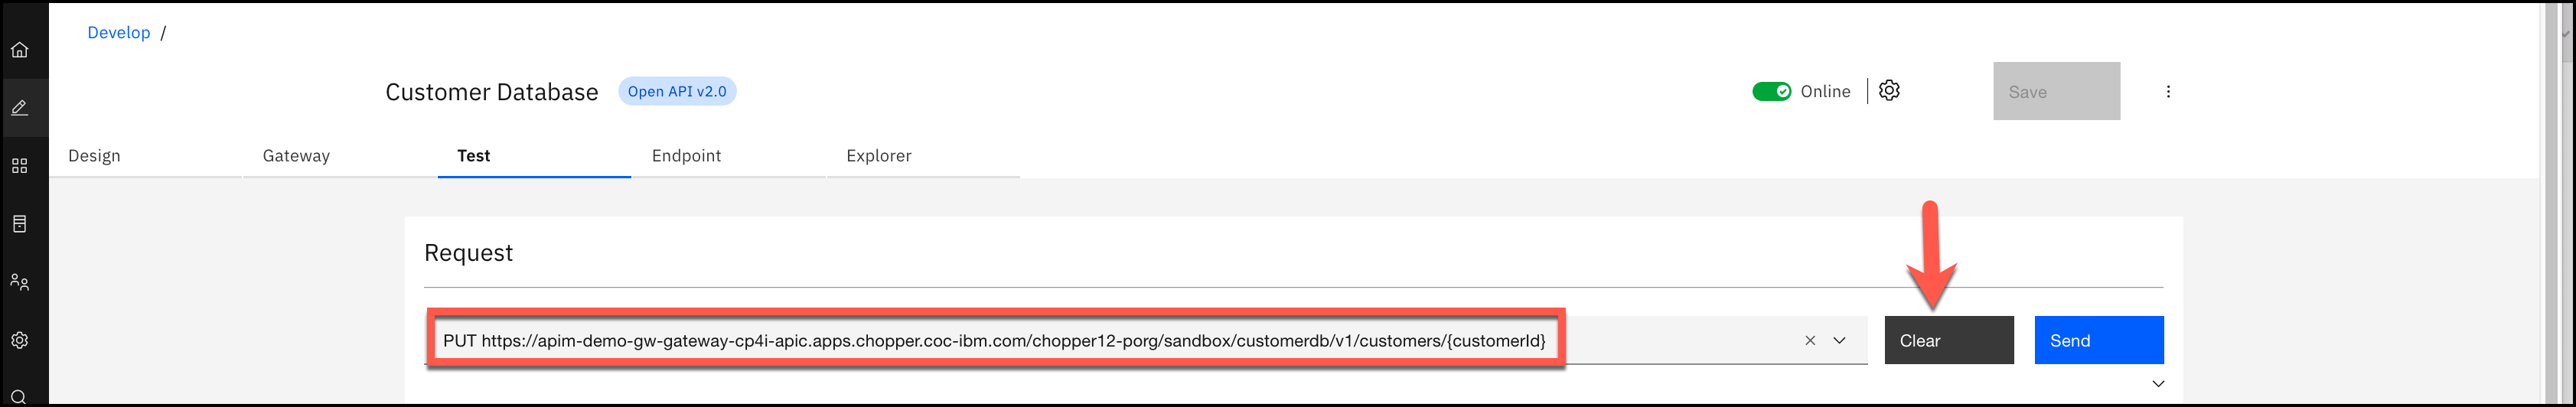 Develop /
Customer Database Open API v2.0 Online Save
Design Gateway Test Endpoint Explorer
Request
PUT https://apim-demo-gw-gateway-cp4i-apic.apps.chopper.coc-ibm.com/chopper12-porg/sandbox/customerdb/v1/customers/{customerId} Clear Send